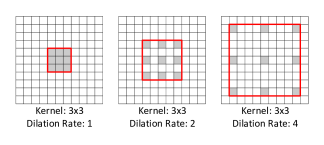 Kernel: 3x3
Dilation Rate: 1
Kernel: 3x3
Dilation Rate: 2
Kernel: 3x3
Dilation Rate: 4